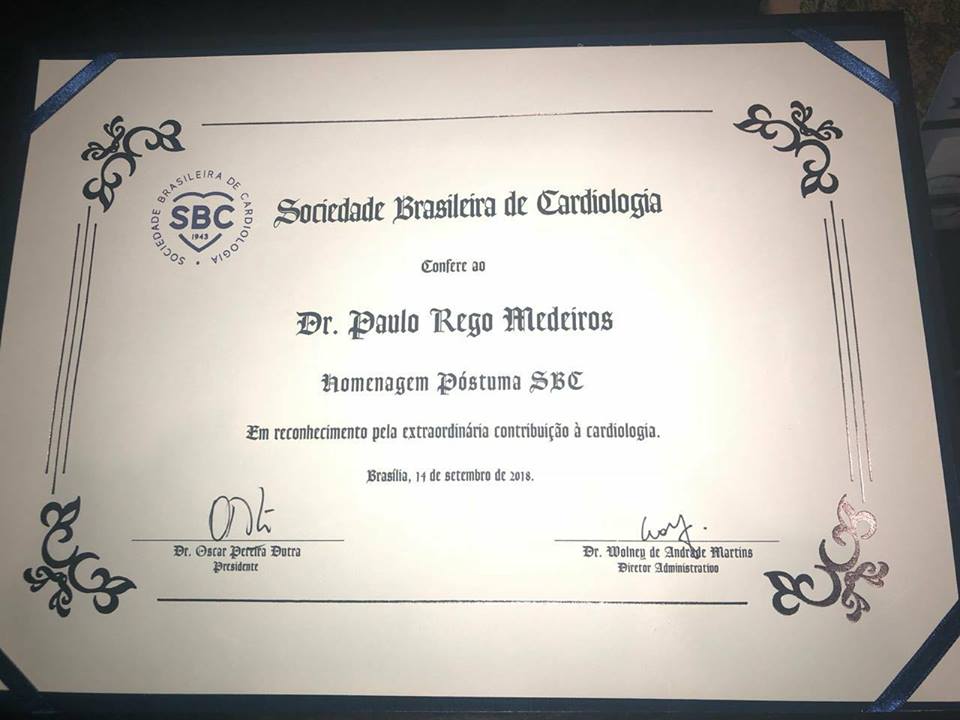 SOCIEDADE BRASILEIRA DE CARDIOLOGIA
SBC
1943
Sociedade Brasileira de Cardiologia
Confere ao
Dr. Paulo Rego Medeiros
Homenagem Póstuma SBC
Em reconhecimento pela extraordinária contribuição à cardiologia.
Brasília, 14 de setembro de 2018.
Dr. Oscar Pereira Dutra
Presidente
Dr. Wolney de Andrade Martins
Diretor Administrativo